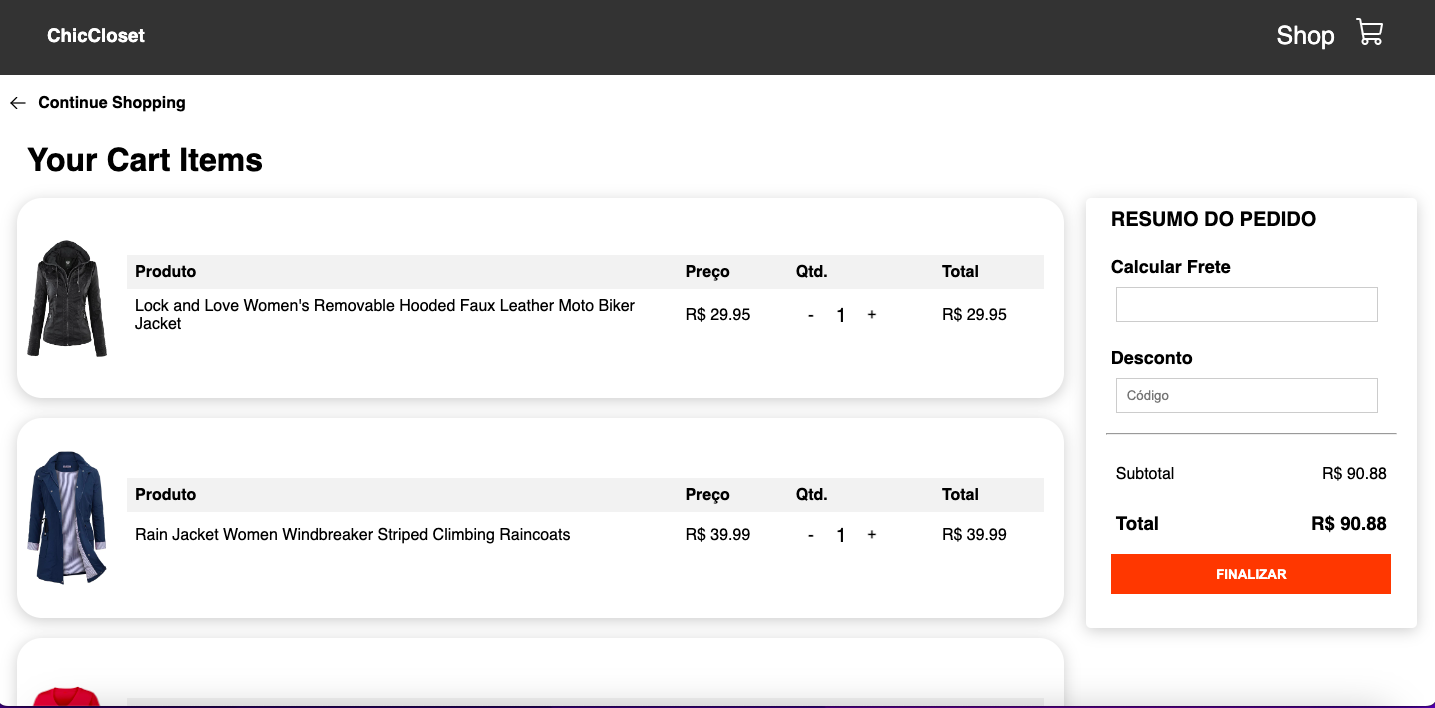 ChicCloset
Shop
Continue Shopping
Your Cart Items
Produto Preço Qtd. Total
Lock and Love Women's Removable Hooded Faux Leather Moto Biker
Jacket
R$ 29.95 - 1 + R$ 29.95
Produto Preço Qtd. Total
Rain Jacket Women Windbreaker Striped Climbing Raincoats R$ 39.99 - 1 + R$ 39.99
RESUMO DO PEDIDO
Calcular Frete
Desconto
Código
Subtotal R$ 90.88
Total R$ 90.88
FINALIZAR